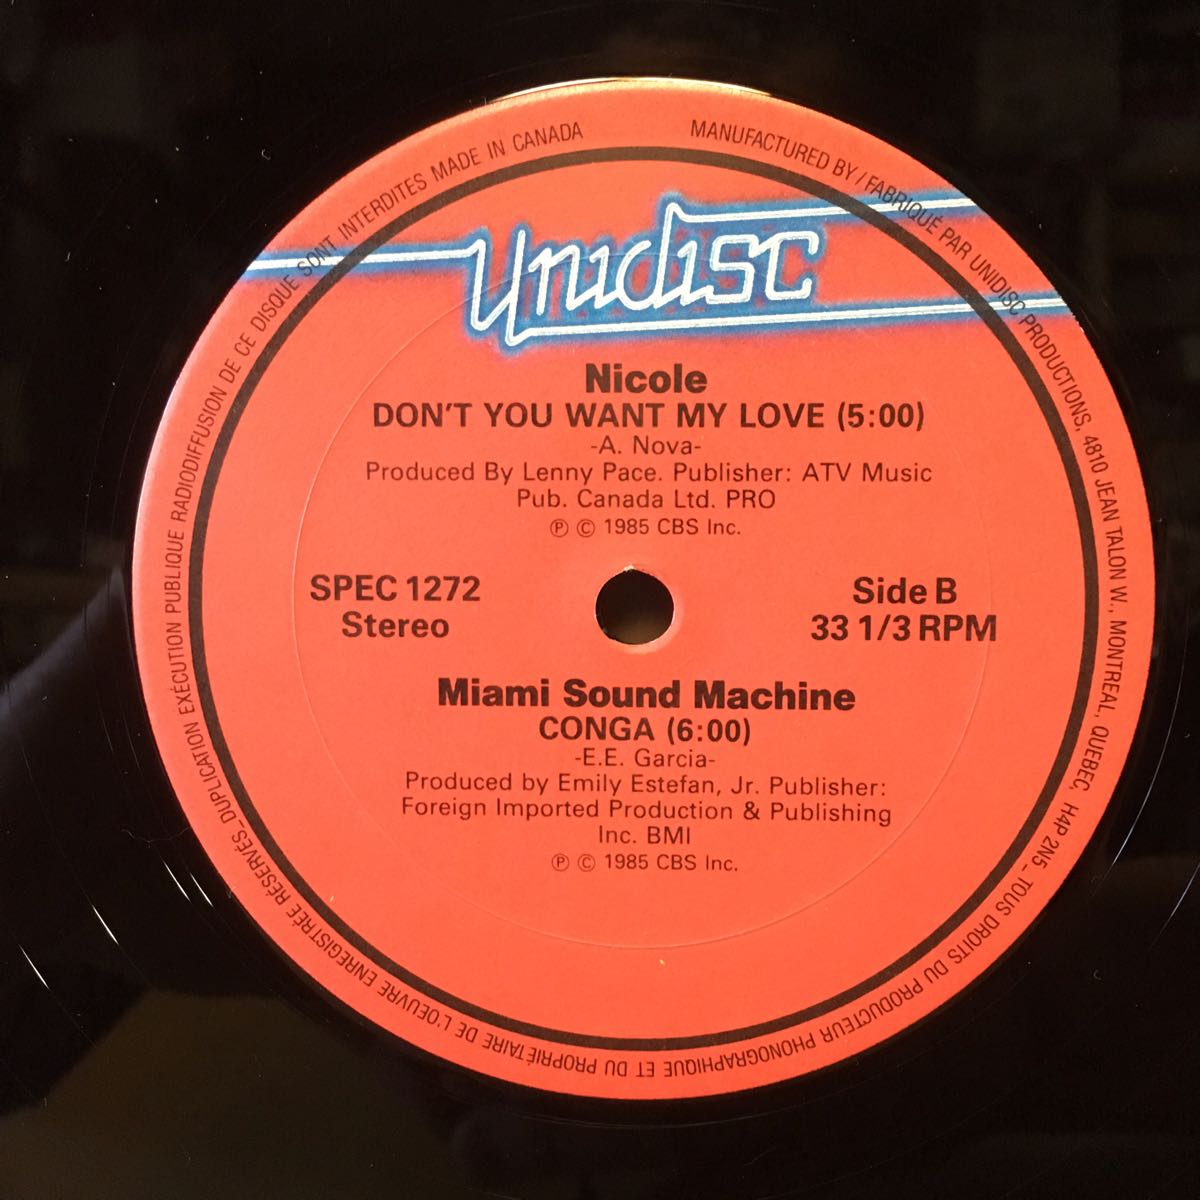 Unidisc
Nicole
DON'T YOU WANT MY LOVE (5:00)
-A. Nova-
Produced By Lenny Pace. Publisher: ATV Music
Pub. Canada Ltd. PRO
℗ © 1985 CBS Inc.
SPEC 1272
Stereo
Side B
33 1/3 RPM
Miami Sound Machine
CONGA (6:00)
-E.E. Garcia-
Produced by Emily Estefan, Jr. Publisher:
Foreign Imported Production & Publishing
Inc. BMI
℗ © 1985 CBS Inc.
MANUFACTURED BY / FABRIQUÉ PAR UNIDISC PRODUCTIONS, 4810 JEAN TALON W., MONTREAL, QUEBEC, H4P 2N5_ TOUS DROITS DU PRODUCTEUR PHONOGRAPHIQUE ET DU PROPRIÉTAIRE DE L'OEUVRE ENREGISTRÉE RÉSERVÉS_DUPLICATION EXÉCUTION PUBLIQUE RADIODIFFUSION DE CE DISQUE SONT INTERDITES MADE IN CANADA